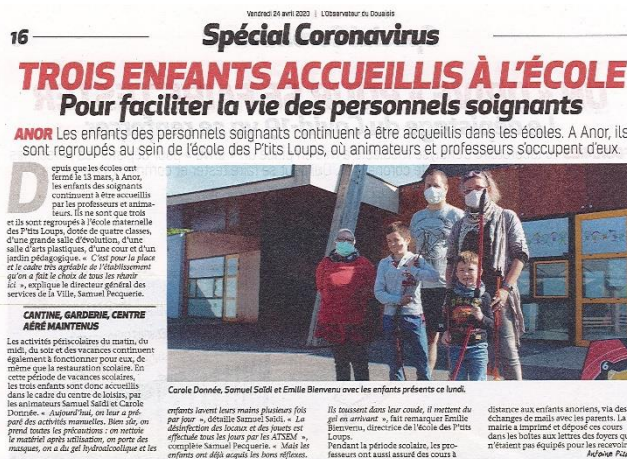 Vendredi 24 avril 2020 | L'Observateur du Douaisis
16
Spécial Coronavirus
TROIS ENFANTS ACCUEILLIS À L'ÉCOLE
Pour faciliter la vie des personnels soignants
ANOR Les enfants des personnels soignants continuent à être accueillis dans les écoles. A Anor, ils
sont regroupés au sein de l'école des P'tits Loups, où animateurs et professeurs s'occupent d'eux.
Depuis que les écoles ont
fermé le 13 mars, à Anor,
les enfants des soignants
continuent à être accueillis
par les professeurs et anima-
teurs. Ils ne sont que trois
et ils sont regroupés à l'école maternelle
des P'tits Loups, dotée de quatre classes,
d'une grande salle d'évolution, d'une
salle d'arts plastiques, d'une cour et d'un
jardin pédagogique. « C'est pour la place
et le cadre très agréable de l'établissement
qu'on a fait le choix de tous les réunir
ici », explique le directeur général des
services de la Ville, Samuel Pecquerie.
CANTINE, GARDERIE, CENTRE
AÉRÉ MAINTENUS
Les activités périscolaires du matin, du
midi, du soir et des vacances continuent
également à fonctionner pour eux, de
même que la restauration scolaire. En
cette période de vacances scolaires,
les trois enfants sont donc accueillis
dans le cadre du centre de loisirs, par
les animateurs Samuel Saïdi et Carole
Donnée. « Aujourd'hui, on leur a pré-
paré des activités manuelles. Bien sûr, on
prend toutes les précautions : on nettoie
le matériel après utilisation, on porte des
masques, on a du gel hydroalcoolique et les
Carole Donnée, Samuel Saïdi et Emilie Bienvenu avec les enfants présents ce lundi.
enfants lavent leurs mains plusieurs fois
par jour », détaille Samuel Saïdi. « La
désinfection des locaux et des jouets est
effectuée tous les jours par les ATSEM »,
complète Samuel Pecquerie. « Mais les
enfants ont déjà acquis les bons réflexes.
Ils toussent dans leur coude, il mettent du
gel en arrivant », fait remarquer Emilie
Bienvenu, directrice de l'école des P'tits
Loups.
Pendant la période scolaire, les pro-
fesseurs ont aussi assuré des cours à
distance aux enfants anoriens, via des
échanges de mails avec les parents. La
mairie a imprimé et déposé ces cours
dans les boîtes aux lettres des foyers qui
n'étaient pas équipés pour les recevoir.
Antoine